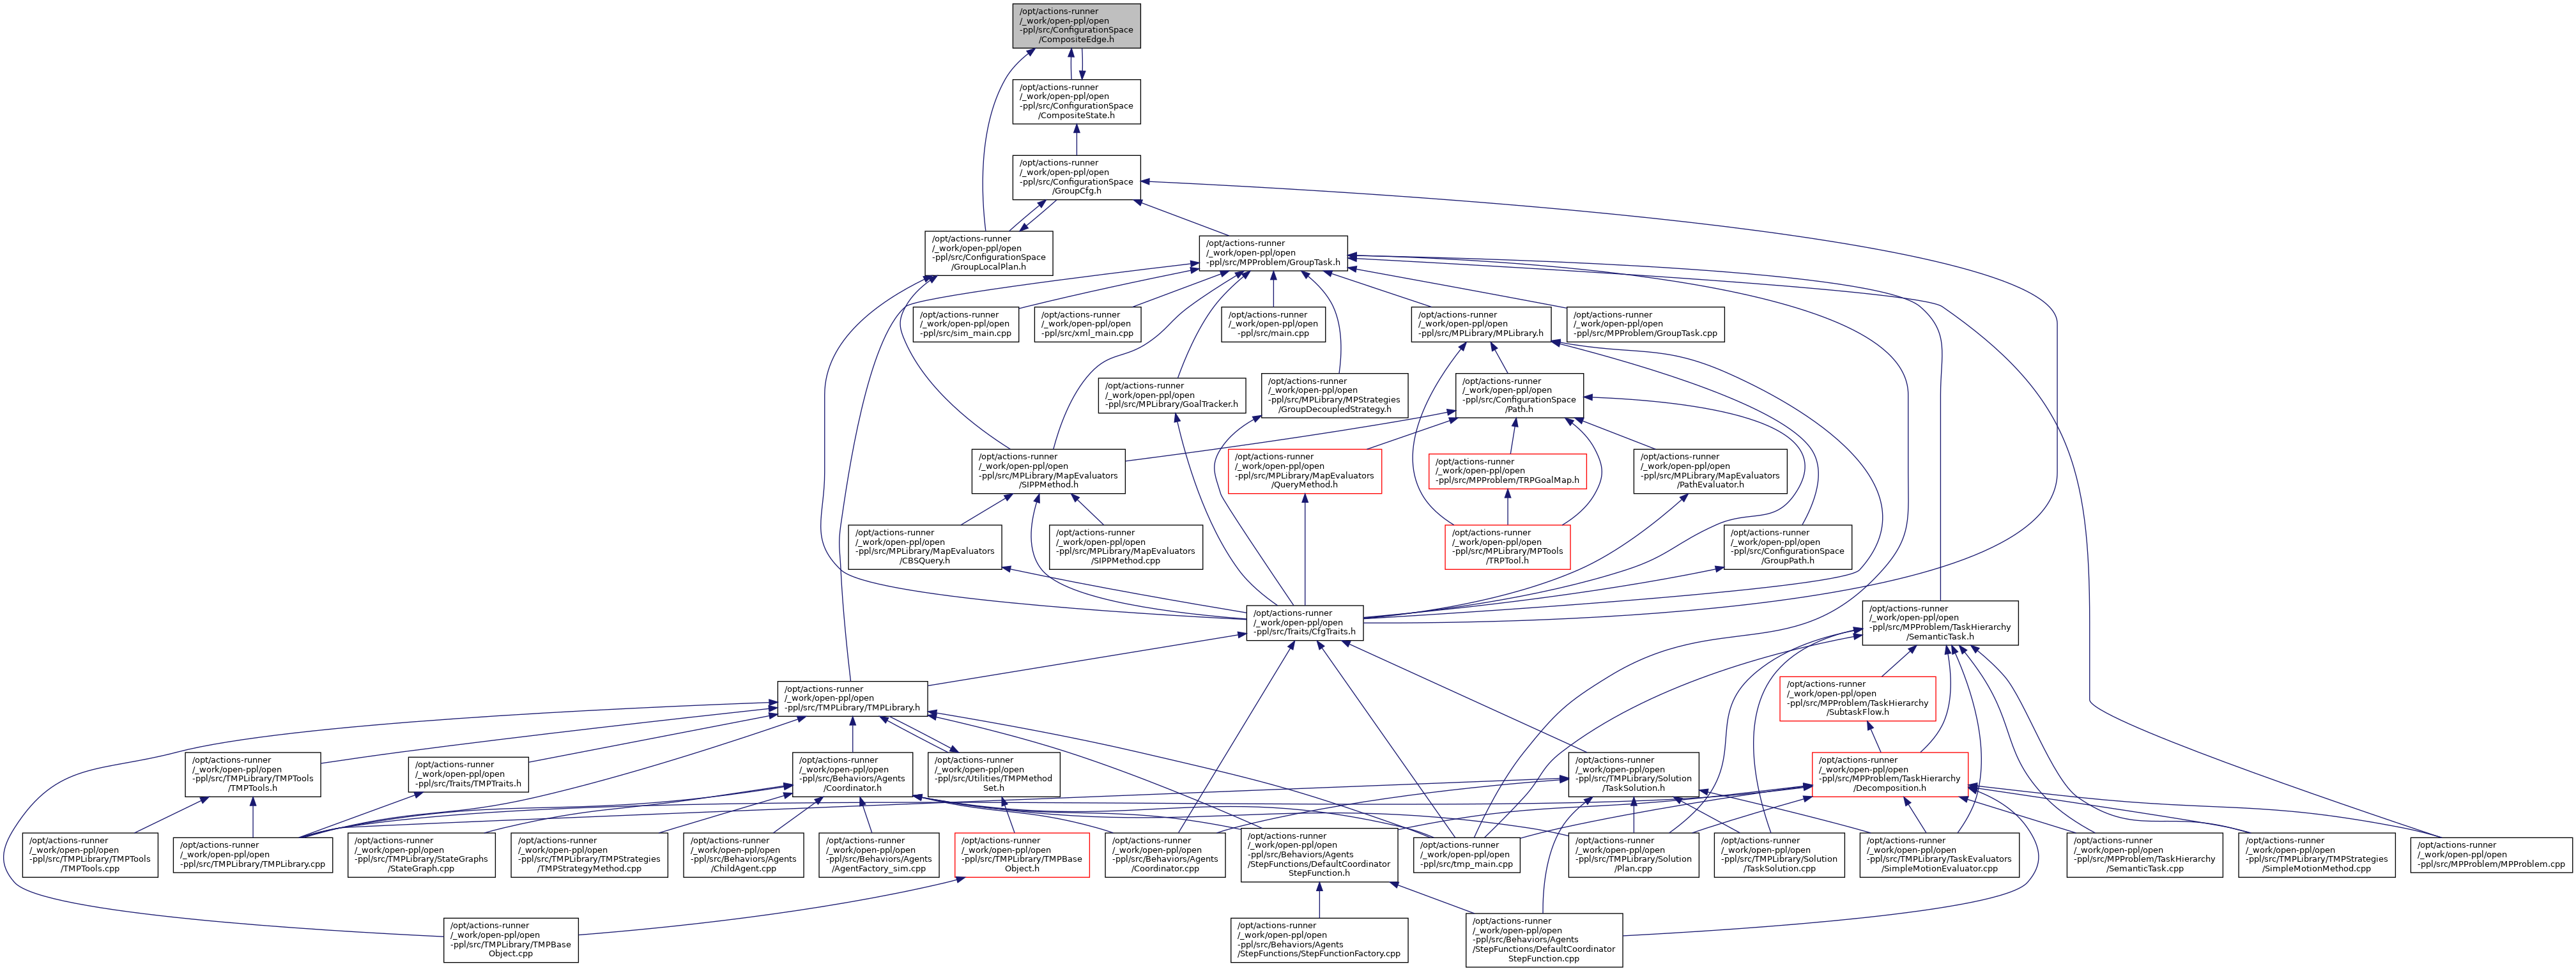 /opt/actions-runner
/_work/open-ppl/open
-ppl/src/ConfigurationSpace
/CompositeEdge.h
/opt/actions-runner
/_work/open-ppl/open
-ppl/src/ConfigurationSpace
/CompositeState.h
/opt/actions-runner
/_work/open-ppl/open
-ppl/src/ConfigurationSpace
/GroupCfg.h
/opt/actions-runner
/_work/open-ppl/open
-ppl/src/ConfigurationSpace
/GroupLocalPlan.h
/opt/actions-runner
/_work/open-ppl/open
-ppl/src/MPProblem/GroupTask.h
/opt/actions-runner
/_work/open-ppl/open
-ppl/src/sim_main.cpp
/opt/actions-runner
/_work/open-ppl/open
-ppl/src/xml_main.cpp
/opt/actions-runner
/_work/open-ppl/open
-ppl/src/main.cpp
/opt/actions-runner
/_work/open-ppl/open
-ppl/src/MPLibrary/MPLibrary.h
/opt/actions-runner
/_work/open-ppl/open
-ppl/src/MPProblem/GroupTask.cpp
/opt/actions-runner
/_work/open-ppl/open
-ppl/src/MPLibrary/GoalTracker.h
/opt/actions-runner
/_work/open-ppl/open
-ppl/src/MPLibrary/MPStrategies
/GroupDecoupledStrategy.h
/opt/actions-runner
/_work/open-ppl/open
-ppl/src/ConfigurationSpace
/Path.h
/opt/actions-runner
/_work/open-ppl/open
-ppl/src/MPLibrary/MapEvaluators
/SIPPMethod.h
/opt/actions-runner
/_work/open-ppl/open
-ppl/src/MPLibrary/MapEvaluators
/QueryMethod.h
/opt/actions-runner
/_work/open-ppl/open
-ppl/src/MPProblem/TRPGoalMap.h
/opt/actions-runner
/_work/open-ppl/open
-ppl/src/MPLibrary/MapEvaluators
/PathEvaluator.h
/opt/actions-runner
/_work/open-ppl/open
-ppl/src/MPLibrary/MapEvaluators
/CBSQuery.h
/opt/actions-runner
/_work/open-ppl/open
-ppl/src/MPLibrary/MapEvaluators
/SIPPMethod.cpp
/opt/actions-runner
/_work/open-ppl/open
-ppl/src/MPLibrary/MPTools
/TRPTool.h
/opt/actions-runner
/_work/open-ppl/open
-ppl/src/ConfigurationSpace
/GroupPath.h
/opt/actions-runner
/_work/open-ppl/open
-ppl/src/Traits/CfgTraits.h
/opt/actions-runner
/_work/open-ppl/open
-ppl/src/MPProblem/TaskHierarchy
/SemanticTask.h
/opt/actions-runner
/_work/open-ppl/open
-ppl/src/TMPLibrary/TMPLibrary.h
/opt/actions-runner
/_work/open-ppl/open
-ppl/src/MPProblem/TaskHierarchy
/SubtaskFlow.h
/opt/actions-runner
/_work/open-ppl/open
-ppl/src/TMPLibrary/TMPTools
/TMPTools.h
/opt/actions-runner
/_work/open-ppl/open
-ppl/src/Traits/TMPTraits.h
/opt/actions-runner
/_work/open-ppl/open
-ppl/src/Behaviors/Agents
/Coordinator.h
/opt/actions-runner
/_work/open-ppl/open
-ppl/src/Utilities/TMPMethod
Set.h
/opt/actions-runner
/_work/open-ppl/open
-ppl/src/TMPLibrary/Solution
/TaskSolution.h
/opt/actions-runner
/_work/open-ppl/open
-ppl/src/MPProblem/TaskHierarchy
/Decomposition.h
/opt/actions-runner
/_work/open-ppl/open
-ppl/src/TMPLibrary/TMPTools
/TMPTools.cpp
/opt/actions-runner
/_work/open-ppl/open
-ppl/src/TMPLibrary/TMPLibrary.cpp
/opt/actions-runner
/_work/open-ppl/open
-ppl/src/TMPLibrary/StateGraphs
/StateGraph.cpp
/opt/actions-runner
/_work/open-ppl/open
-ppl/src/TMPLibrary/TMPStrategies
/TMPStrategyMethod.cpp
/opt/actions-runner
/_work/open-ppl/open
-ppl/src/Behaviors/Agents
/ChildAgent.cpp
/opt/actions-runner
/_work/open-ppl/open
-ppl/src/Behaviors/Agents
/AgentFactory_sim.cpp
/opt/actions-runner
/_work/open-ppl/open
-ppl/src/TMPLibrary/TMPBase
Object.h
/opt/actions-runner
/_work/open-ppl/open
-ppl/src/Behaviors/Agents
/Coordinator.cpp
/opt/actions-runner
/_work/open-ppl/open
-ppl/src/Behaviors/Agents
/StepFunctions/DefaultCoordinator
StepFunction.h
/opt/actions-runner
/_work/open-ppl/open
-ppl/src/tmp_main.cpp
/opt/actions-runner
/_work/open-ppl/open
-ppl/src/TMPLibrary/Solution
/Plan.cpp
/opt/actions-runner
/_work/open-ppl/open
-ppl/src/TMPLibrary/Solution
/TaskSolution.cpp
/opt/actions-runner
/_work/open-ppl/open
-ppl/src/TMPLibrary/TaskEvaluators
/SimpleMotionEvaluator.cpp
/opt/actions-runner
/_work/open-ppl/open
-ppl/src/MPProblem/TaskHierarchy
/SemanticTask.cpp
/opt/actions-runner
/_work/open-ppl/open
-ppl/src/TMPLibrary/TMPStrategies
/SimpleMotionMethod.cpp
/opt/actions-runner
/_work/open-ppl/open
-ppl/src/MPProblem/MPProblem.cpp
/opt/actions-runner
/_work/open-ppl/open
-ppl/src/TMPLibrary/TMPBase
Object.cpp
/opt/actions-runner
/_work/open-ppl/open
-ppl/src/Behaviors/Agents
/StepFunctions/StepFunctionFactory.cpp
/opt/actions-runner
/_work/open-ppl/open
-ppl/src/Behaviors/Agents
/StepFunctions/DefaultCoordinator
StepFunction.cpp